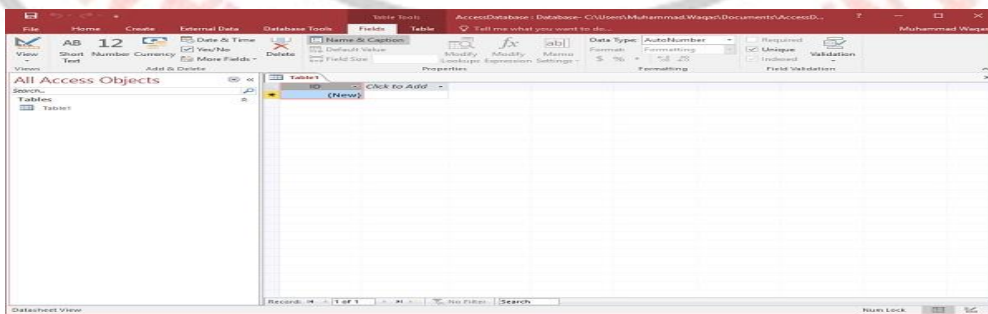 Table Tools
AccessDatabase : Database- C:\Users\Muhammad.Waqas\Documents\AccessD...
? 
File Home Create External Data Database Tools Fields Table Tell me what you want to do... Muhammad Waqas
View
AB Short Text
12 Number
Currency
Date & Time
Yes/No
More Fields
Delete
Name & Caption
Default Value
Field Size
Modify Lookups
fx Modify Expression
ab| Memo Settings
Data Type: AutoNumber
Format: Formatting
$ %
Required
Unique
Indexed
Validation
Views Add & Delete Properties Formatting Field Validation
All Access Objects
Search...
Tables
Table1
Table1
ID Click to Add
(New)
Record: 1 of 1 No Filter Search
Datasheet View Num Lock